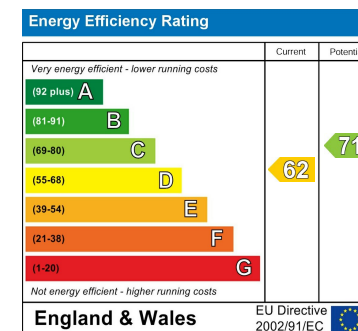 Energy Efficiency Rating
Current Potenti
Very energy efficient - lower running costs
(92 plus) A
(81-91) B
(69-80) C
(55-68) D
(39-54) E
(21-38) F
(1-20) G
62
71
Not energy efficient - higher running costs
England & Wales
EU Directive
2002/91/EC